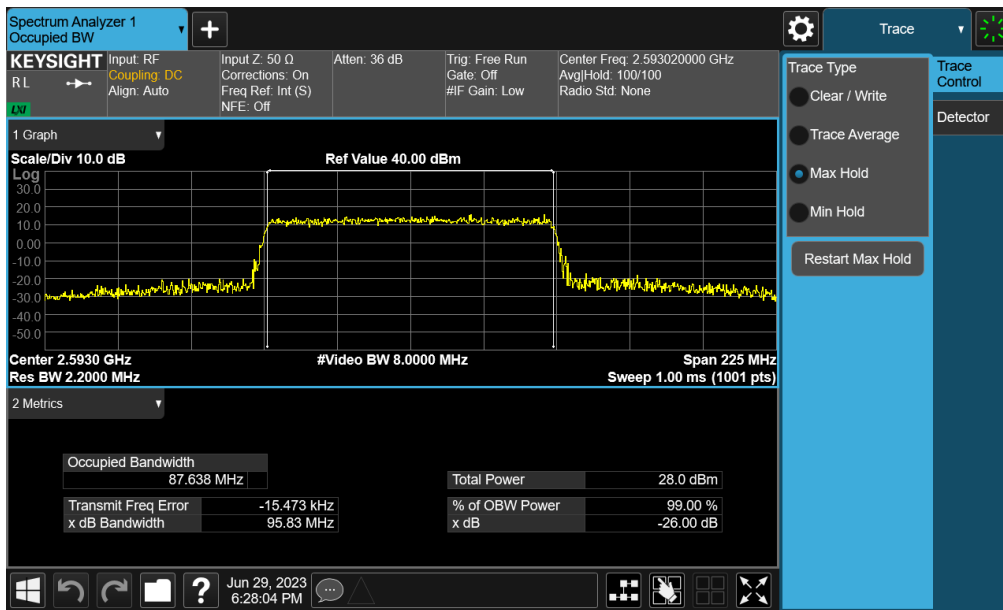 Spectrum Analyzer 1
Occupied BW
+
Trace
KEYSIGHT
R L
LXI
Input: RF
Coupling: DC
Align: Auto
Input Z: 50 Ω
Corrections: On
Freq Ref: Int (S)
NFE: Off
Atten: 36 dB
Trig: Free Run
Gate: Off
#IF Gain: Low
Center Freq: 2.593020000 GHz
Avg|Hold: 100/100
Radio Std: None
1 Graph
Scale/Div 10.0 dB
Ref Value 40.00 dBm
Log
30.0
20.0
10.0
0.00
-10.0
-20.0
-30.0
-40.0
-50.0
Center 2.5930 GHz
#Video BW 8.0000 MHz
Span 225 MHz
Res BW 2.2000 MHz
Sweep 1.00 ms (1001 pts)
2 Metrics
Occupied Bandwidth
87.638 MHz
Total Power 28.0 dBm
Transmit Freq Error -15.473 kHz
% of OBW Power 99.00 %
x dB Bandwidth 95.83 MHz
x dB -26.00 dB
Trace Type
Clear / Write
Trace Average
Max Hold
Min Hold
Restart Max Hold
Trace
Control
Detector
?
Jun 29, 2023
6:28:04 PM